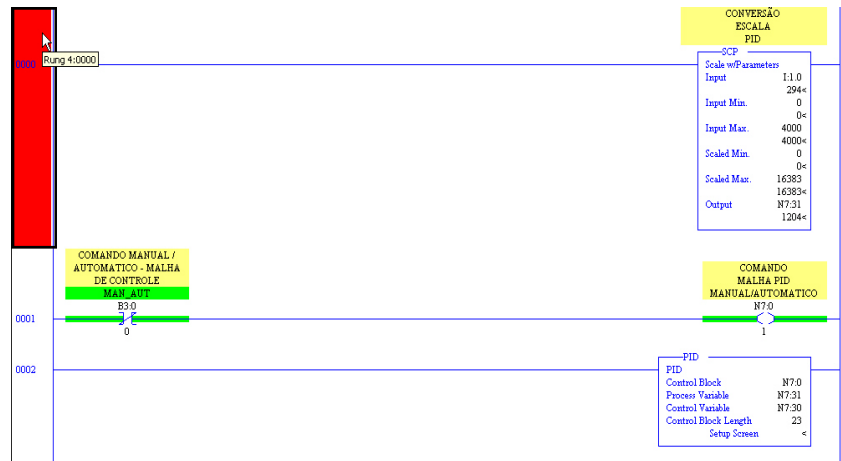 CONVERSÃO
ESCALA
PID
SCP
0000
Rung 4:0000
Scale w/Parameters
Input I:1.0
294<
Input Min. 0
0<
Input Max. 4000
4000<
Scaled Min. 0
0<
Scaled Max. 16383
16383<
Output N7:31
1204<
COMANDO MANUAL /
AUTOMATICO - MALHA
DE CONTROLE
MAN_AUT
B3:0
0
COMANDO
MALHA PID
MANUAL/AUTOMATICO
N7:0
1
0001
0002
PID
PID
Control Block N7:0
Process Variable N7:31
Control Variable N7:30
Control Block Length 23
Setup Screen <